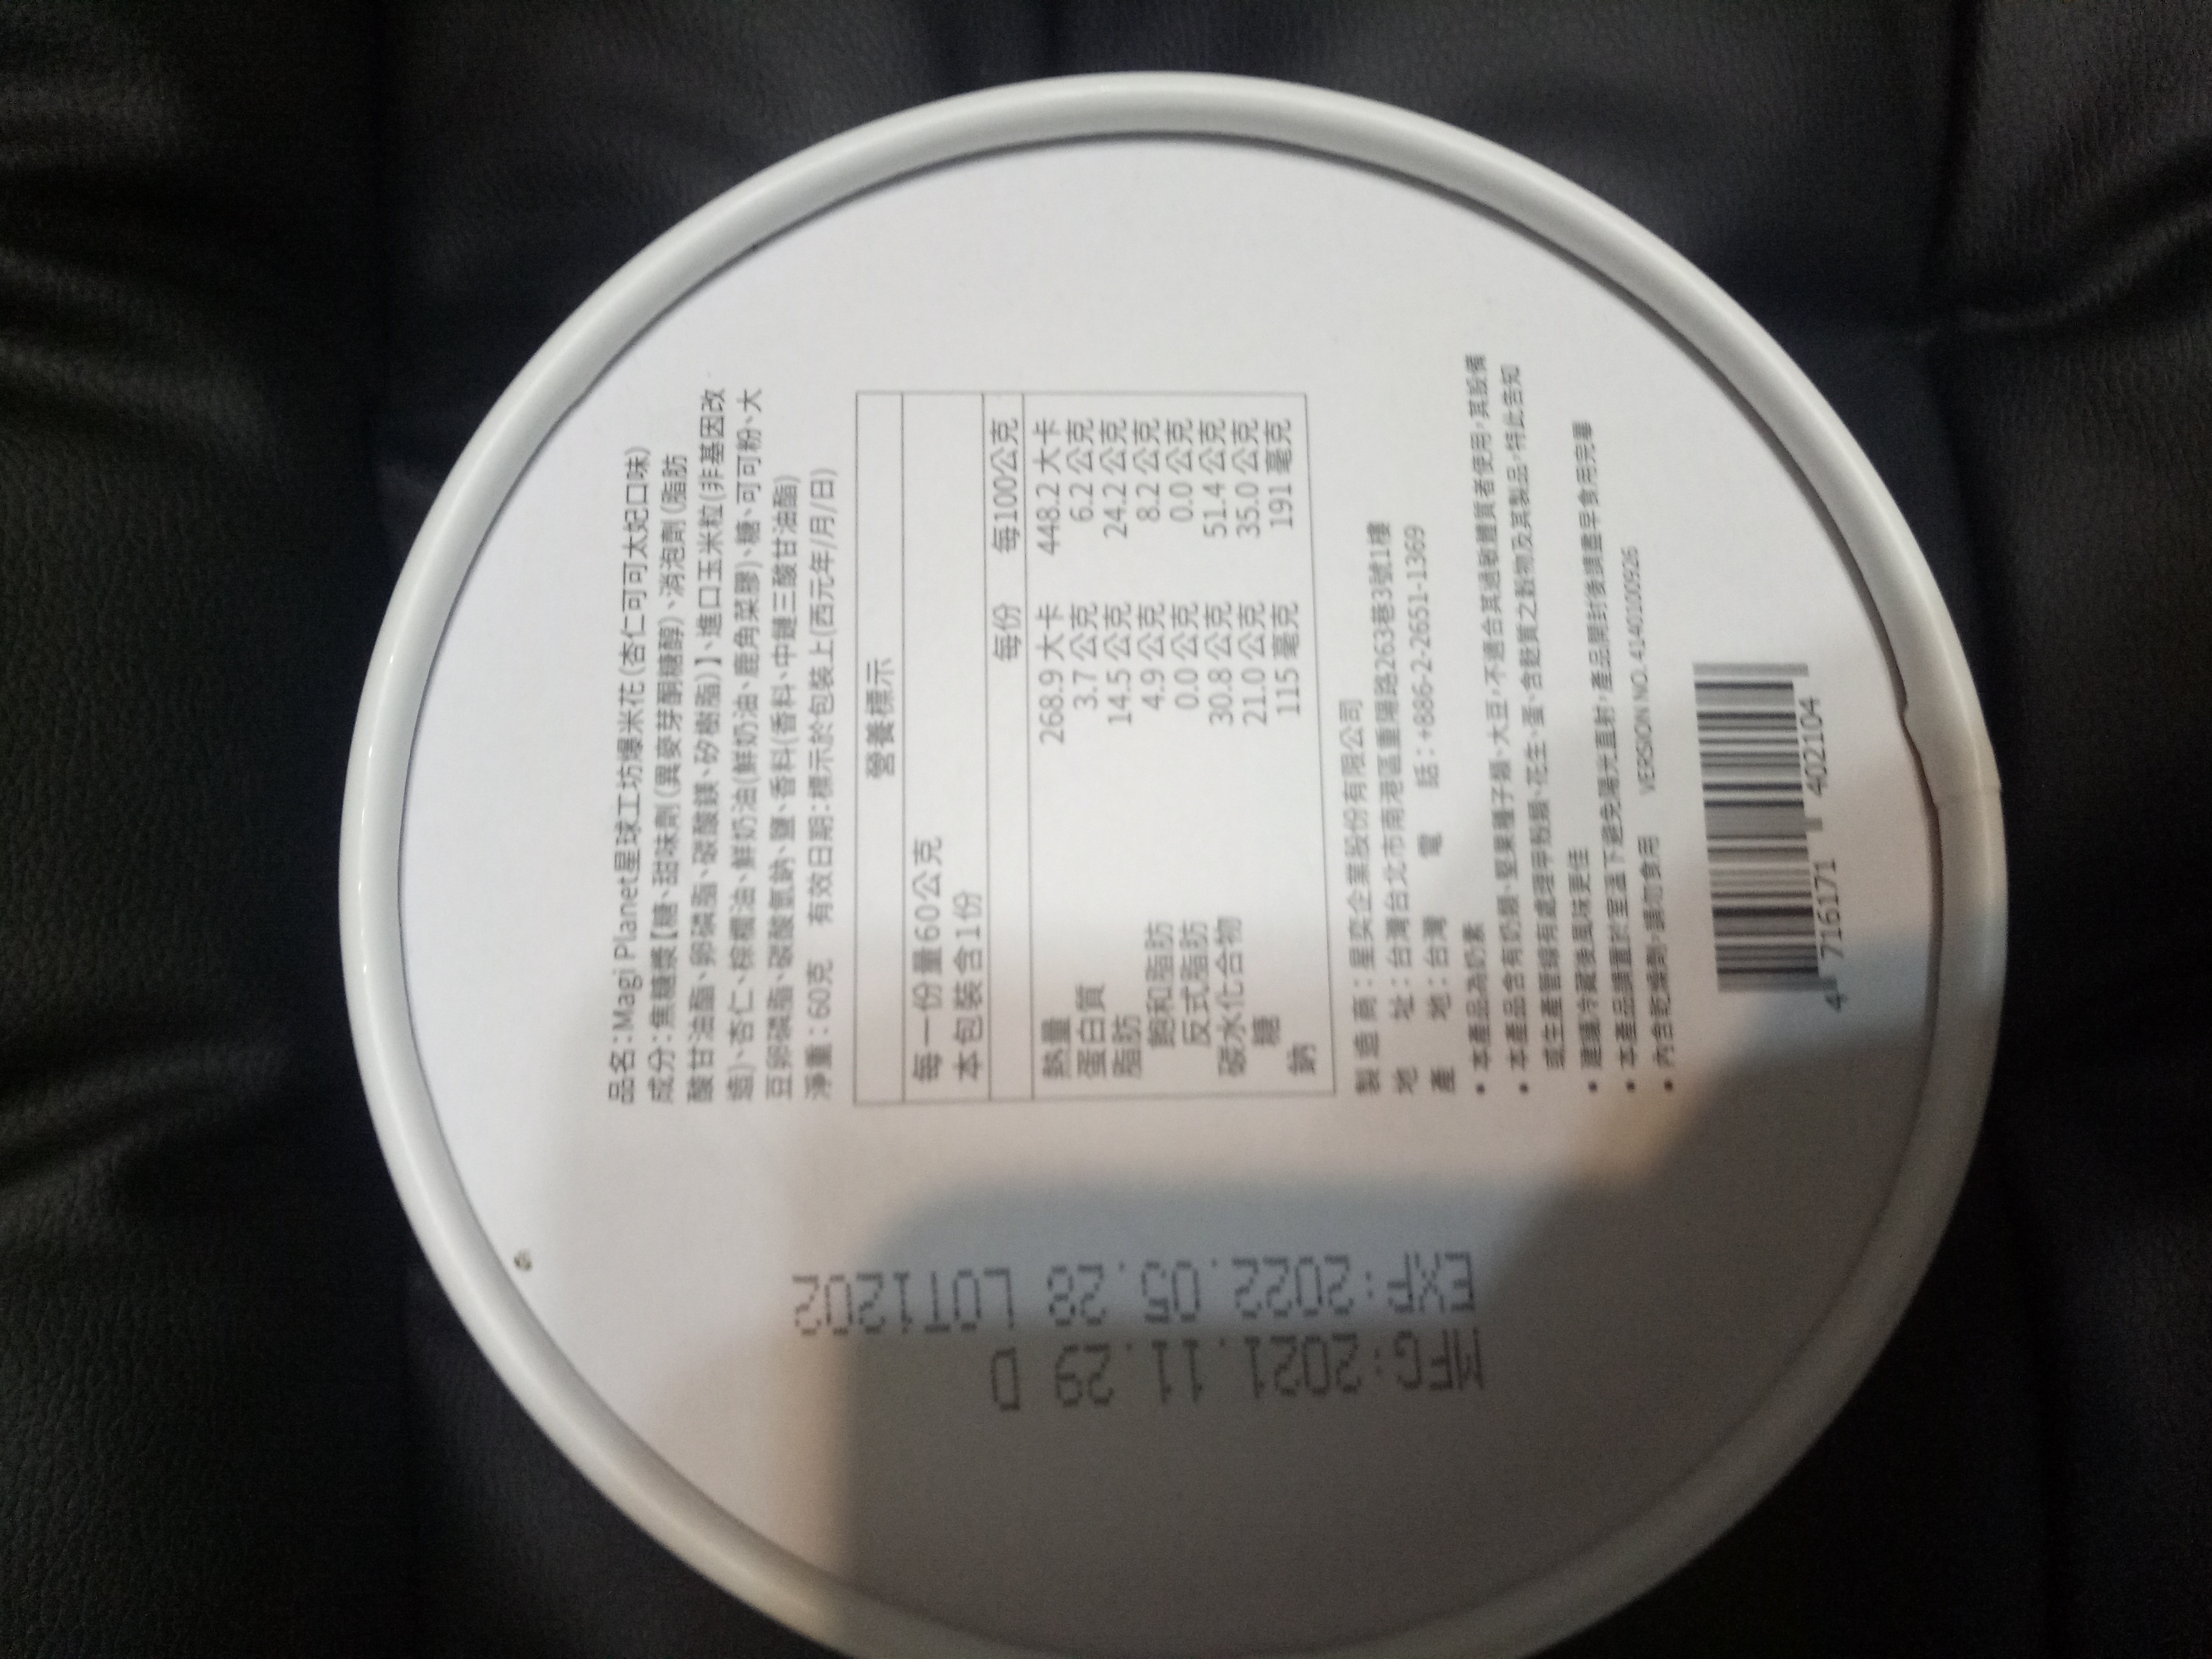 品名：Magi Planet星球工坊爆米花（杏仁可可太妃口味）
成分：焦糖漿【糖、甜味劑（異麥芽酮糖醇）、消泡劑（脂肪
酸甘油酯、卵磷脂、碳酸鎂、矽樹脂）】、進口玉米粒（非基因改
造）、杏仁、棕櫚油、鮮奶油（鮮奶油、鹿角菜膠）、糖、可可粉、大
豆卵磷脂、碳酸氫鈉、鹽、香料（香料、中鏈三酸甘油酯）
淨重：60克 有效日期：標示於包裝上（西元年/月/日）
營養標示
每一份量60公克
本包裝含1份
每份 每100公克
熱量 268.9 大卡 448.2 大卡
蛋白質 3.7 公克 6.2 公克
脂肪 14.5 公克 24.2 公克
飽和脂肪 4.9 公克 8.2 公克
反式脂肪 0.0 公克 0.0 公克
碳水化合物 30.8 公克 51.4 公克
糖 21.0 公克 35.0 公克
鈉 115 毫克 191 毫克
製造商：星奕企業股份有限公司
地 址：台灣台北市南港區重陽路263巷3號1樓
產 地：台灣 電 話：+886-2-2651-1369
• 本產品為奶素
• 本產品含有奶類、堅果種子類、大豆，不適合其過敏體質者使用，其設備
或生產管線有處理甲殼類、花生、蛋、含麩質之穀物及其製品，特此告知
• 建議冷藏後風味更佳
• 本產品請置於室溫下避免陽光直射，產品開封後請盡早食用完畢
• 內含乾燥劑，請勿食用 VERSION NO. 4140100926
4 716171 402104
EXP:2022.05.28 LOT1202
MFG:2021.11.29 D